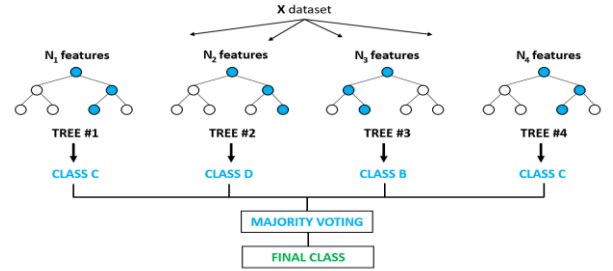 X dataset
N₁ features
N₂ features
N₃ features
N₄ features
TREE #1
TREE #2
TREE #3
TREE #4
CLASS C
CLASS D
CLASS B
CLASS C
MAJORITY VOTING
FINAL CLASS